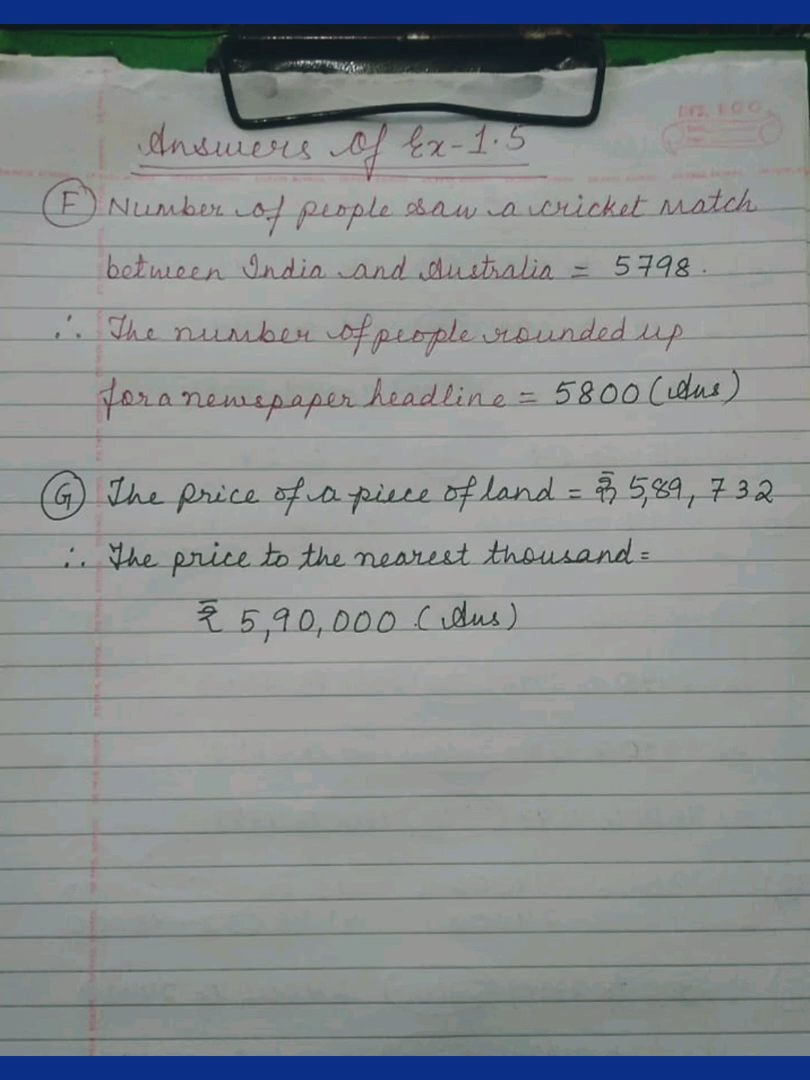 Answers of Ex-1.5
F Number of people saw a cricket match
between India and Australia = 5798.
∴ The number of people rounded up
for a newspaper headline = 5800 (Ans)
G The price of a piece of land = ₹ 5,89,732
∴ The price to the nearest thousand =
₹ 5,90,000 (Ans)